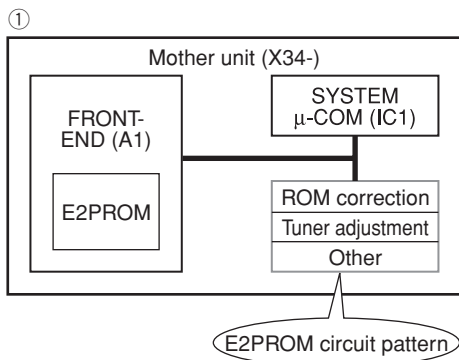 ①
Mother unit (X34-)
FRONT-
END (A1)
E2PROM
SYSTEM
μ-COM (IC1)
ROM correction
Tuner adjustment
Other
E2PROM circuit pattern